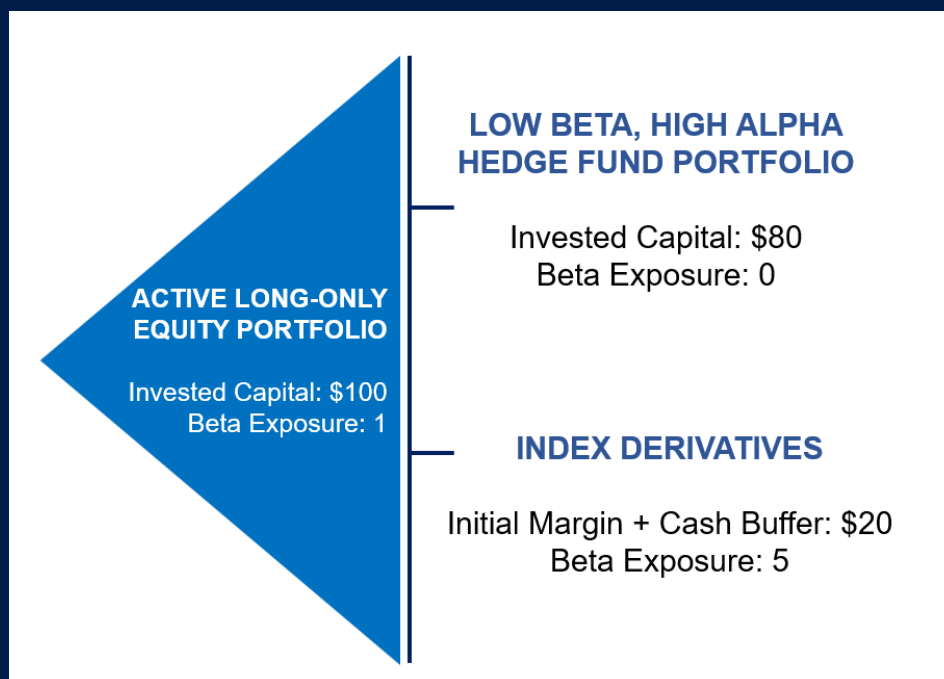 ACTIVE LONG-ONLY
EQUITY PORTFOLIO
Invested Capital: $100
Beta Exposure: 1
LOW BETA, HIGH ALPHA
HEDGE FUND PORTFOLIO
Invested Capital: $80
Beta Exposure: 0
INDEX DERIVATIVES
Initial Margin + Cash Buffer: $20
Beta Exposure: 5